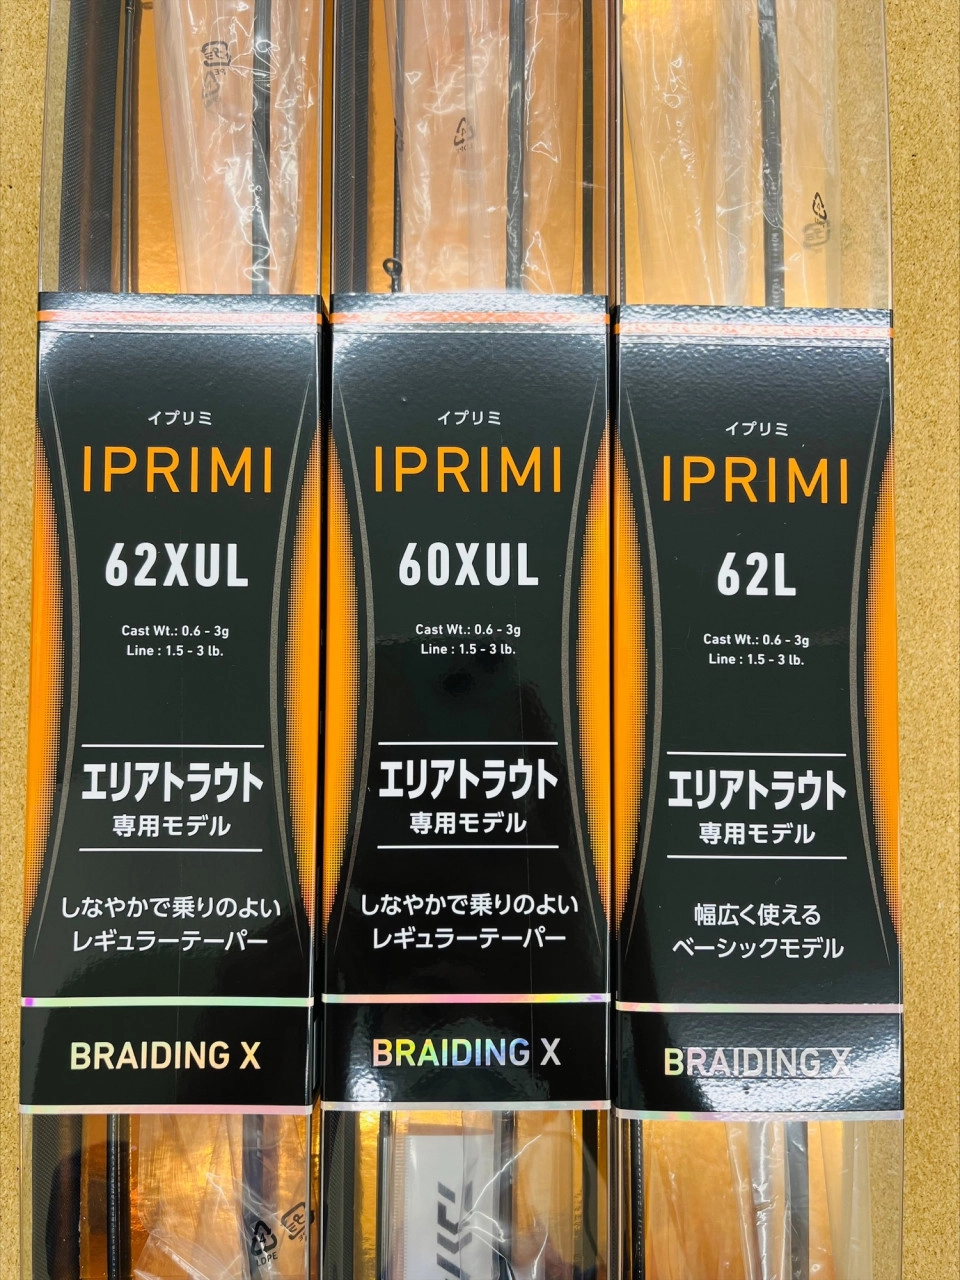 イプリミ
IPRIMI
62XUL
Cast Wt.: 0.6 - 3g
Line : 1.5 - 3 lb.
エリアトラウト
専用モデル
しなやかで乗りのよい
レギュラーテーパー
BRAIDING X
イプリミ
IPRIMI
60XUL
Cast Wt.: 0.6 - 3g
Line : 1.5 - 3 lb.
エリアトラウト
専用モデル
しなやかで乗りのよい
レギュラーテーパー
BRAIDING X
イプリミ
IPRIMI
62L
Cast Wt.: 0.6 - 3g
Line : 1.5 - 3 lb.
エリアトラウト
専用モデル
幅広く使える
ベーシックモデル
BRAIDING X
LDPE